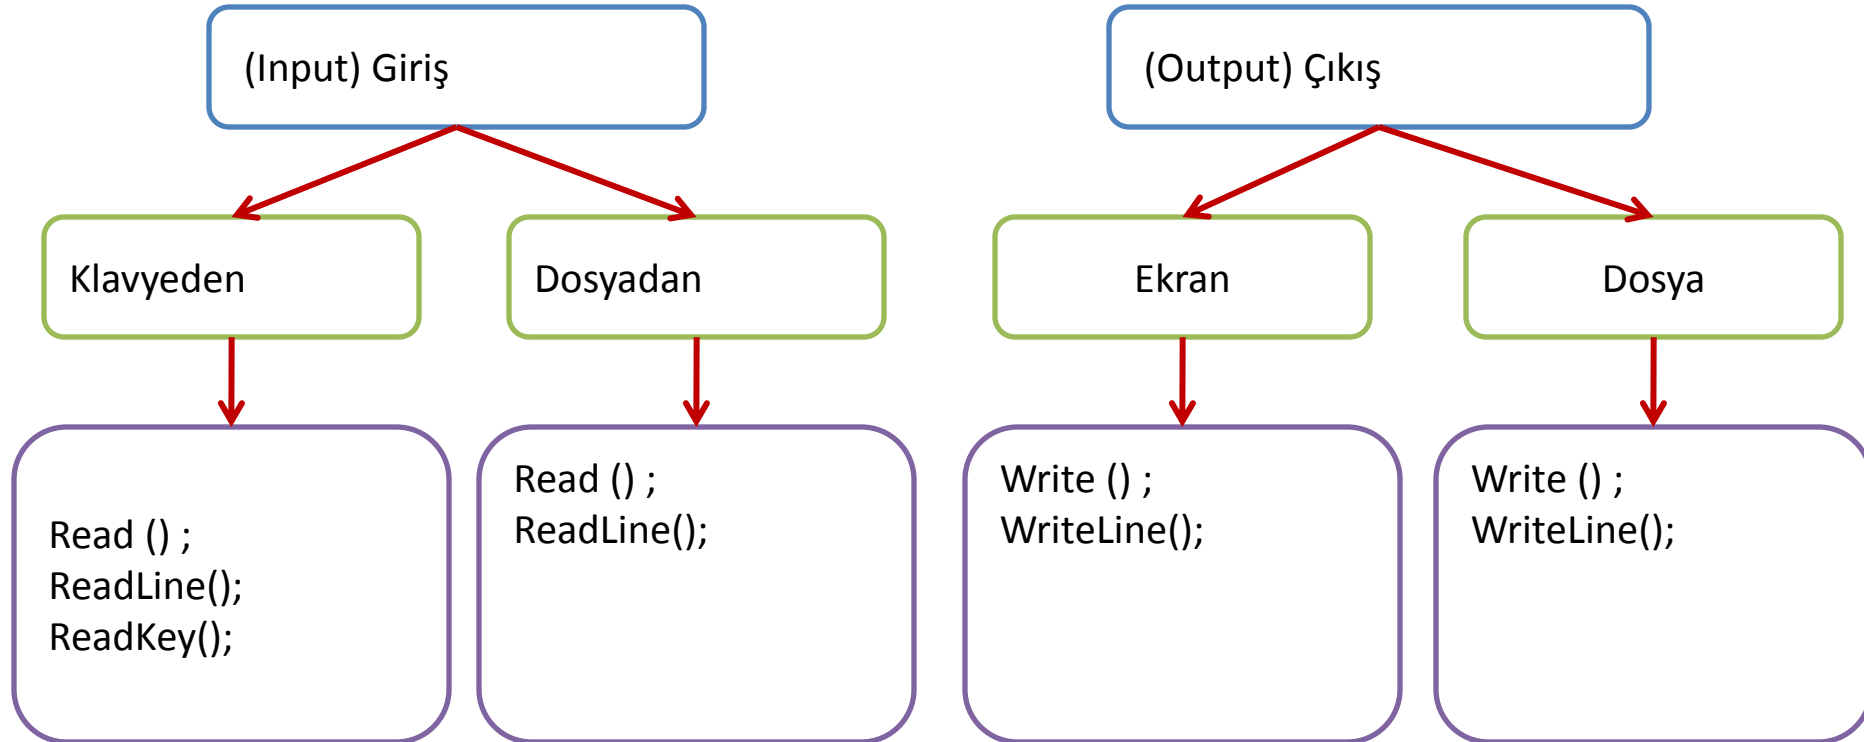 (Input) Giriş
(Output) Çıkış
Klavyeden
Dosyadan
Ekran
Dosya
Read () ;
ReadLine();
ReadKey();
Read () ;
ReadLine();
Write () ;
WriteLine();
Write () ;
WriteLine();